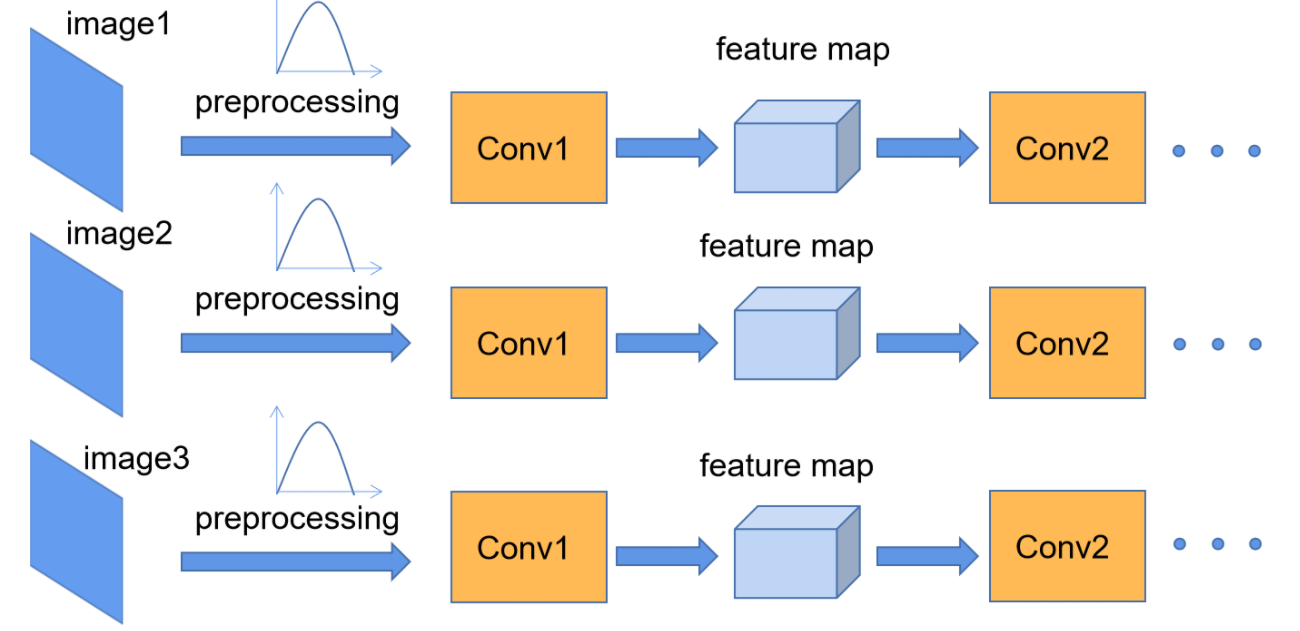 image1
preprocessing
feature map
Conv1
Conv2
image2
preprocessing
feature map
Conv1
Conv2
image3
preprocessing
feature map
Conv1
Conv2